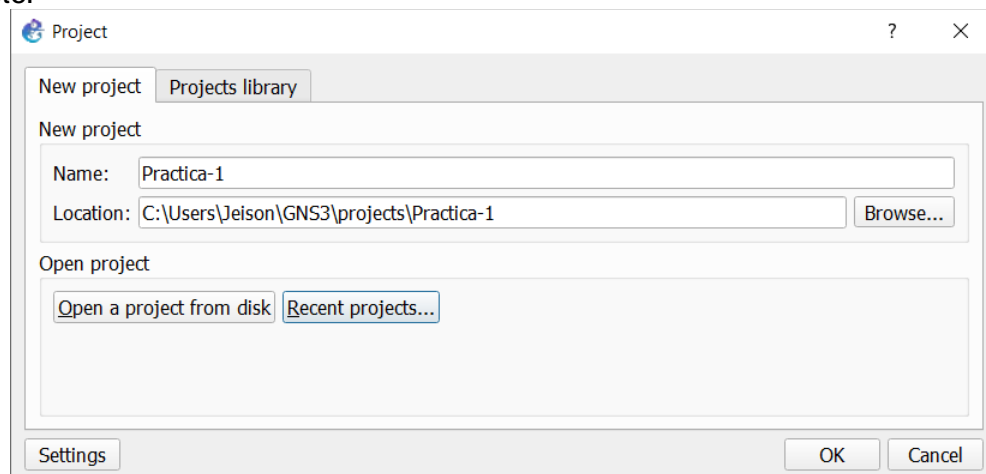 Project ? ×
New project Projects library
New project
Name: Practica-1
Location: C:\Users\Jeison\GNS3\projects\Practica-1 Browse...
Open project
Open a project from disk Recent projects...
Settings OK Cancel